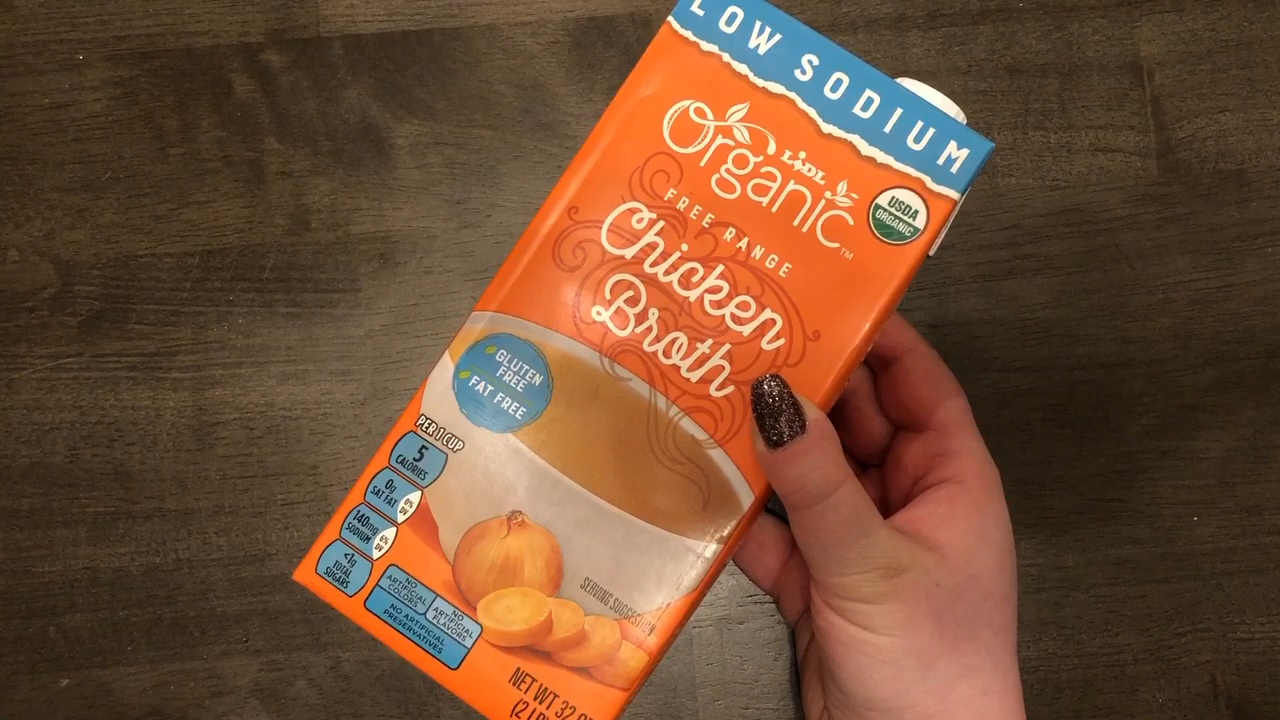 LOW SODIUM
LiDL
Organic™
USDA
ORGANIC
FREE RANGE
Chicken
Broth
GLUTEN
FREE
FAT FREE
PER 1 CUP
5
CALORIES
0g
SAT FAT
0%
DV
140mg
SODIUM
6%
DV
<1g
TOTAL
SUGARS
NO
ARTIFICIAL
COLORS
NO
ARTIFICIAL
FLAVORS
NO ARTIFICIAL
PRESERVATIVES
SERVING SUGGESTION
NET WT 32
(2